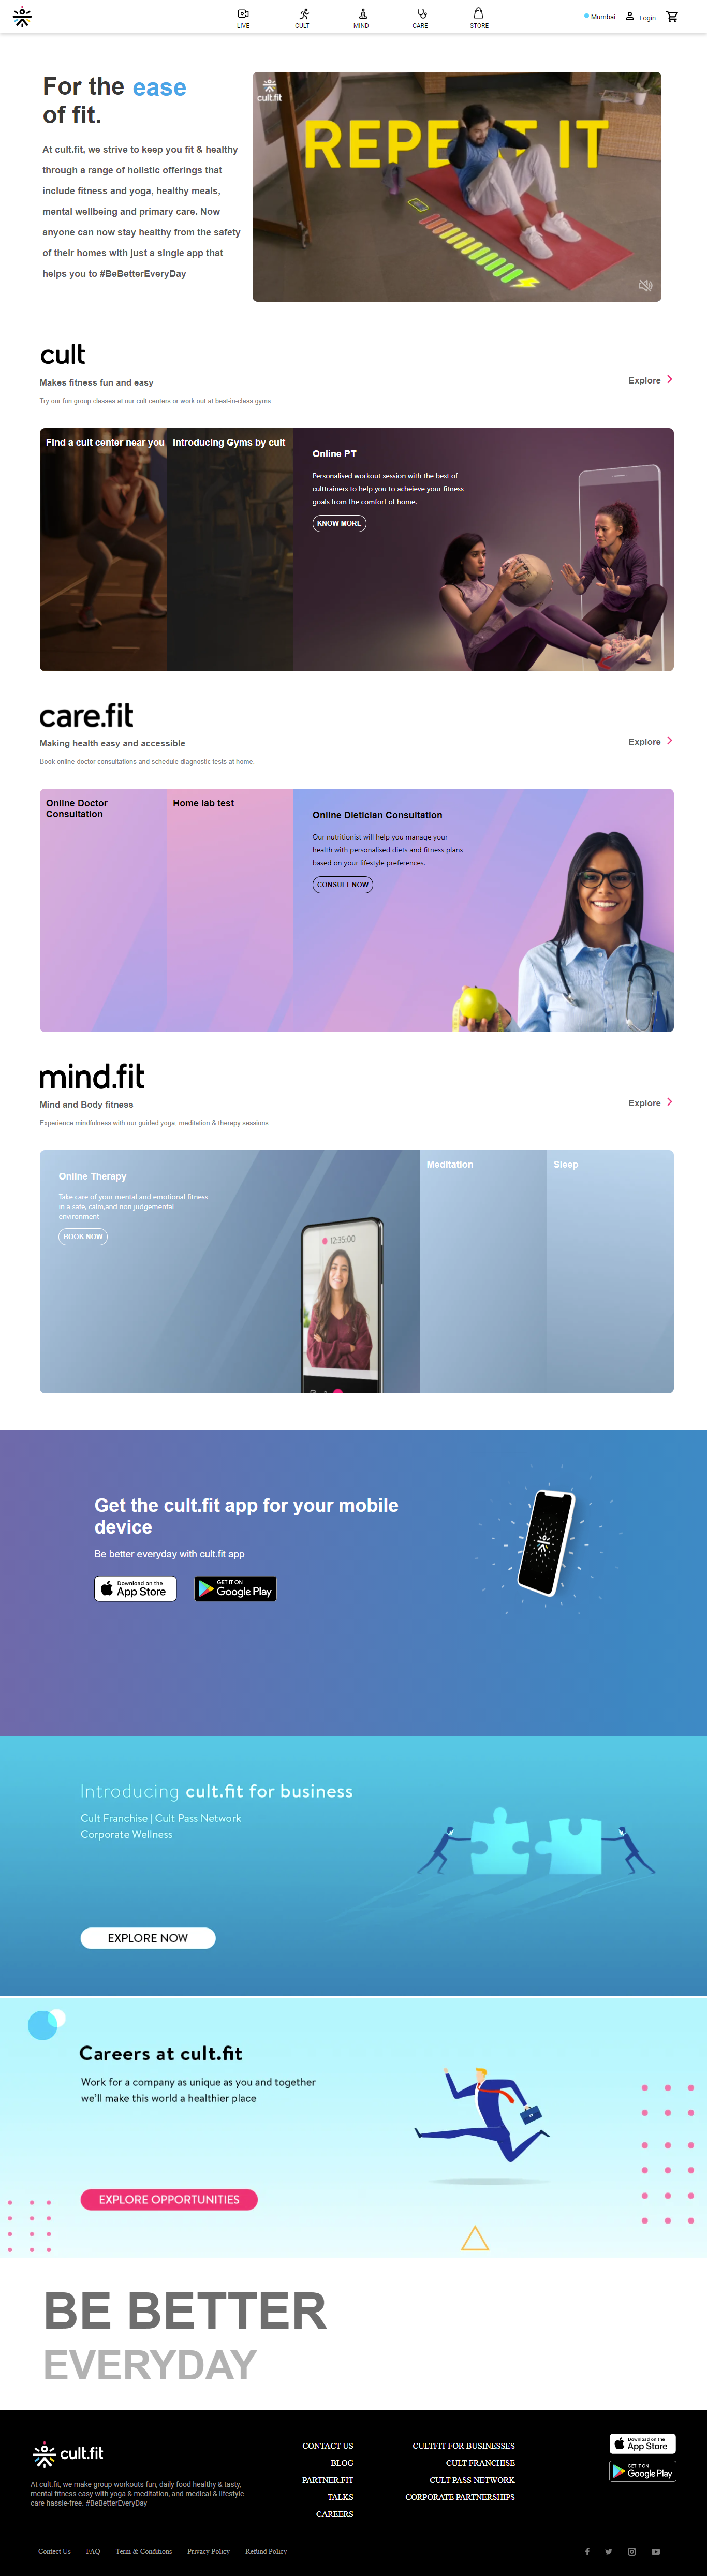 LIVE
CULT
MIND
CARE
STORE
Mumbai
Login
For the ease
of fit.
At cult.fit, we strive to keep you fit & healthy
through a range of holistic offerings that
include fitness and yoga, healthy meals,
mental wellbeing and primary care. Now
anyone can now stay healthy from the safety
of their homes with just a single app that
helps you to #BeBetterEveryDay
cult.fit
REPEAT IT
cult
Makes fitness fun and easy
Explore
Try our fun group classes at our cult centers or work out at best-in-class gyms
Find a cult center near you
Introducing Gyms by cult
Online PT
Personalised workout session with the best of
culttrainers to help you to acheieve your fitness
goals from the comfort of home.
KNOW MORE
care.fit
Making health easy and accessible
Explore
Book online doctor consultations and schedule diagnostic tests at home.
Online Doctor
Consultation
Home lab test
Online Dietician Consultation
Our nutritionist will help you manage your
health with personalised diets and fitness plans
based on your lifestyle preferences.
CONSULT NOW
mind.fit
Mind and Body fitness
Explore
Experience mindfulness with our guided yoga, meditation & therapy sessions.
Online Therapy
Take care of your mental and emotional fitness
in a safe, calm,and non judgemental
environment
BOOK NOW
12:35:00
Meditation
Sleep
Get the cult.fit app for your mobile
device
Be better everyday with cult.fit app
Download on the
App Store
GET IT ON
Google Play
Introducing cult.fit for business
Cult Franchise | Cult Pass Network
Corporate Wellness
EXPLORE NOW
Careers at cult.fit
Work for a company as unique as you and together
we'll make this world a healthier place
EXPLORE OPPORTUNITIES
BE BETTER
EVERYDAY
cult.fit
At cult.fit, we make group workouts fun, daily food healthy & tasty,
mental fitness easy with yoga & meditation, and medical & lifestyle
care hassle-free. #BeBetterEveryDay
CONTACT US
BLOG
PARTNER.FIT
TALKS
CAREERS
CULTFIT FOR BUSINESSES
CULT FRANCHISE
CULT PASS NETWORK
CORPORATE PARTNERSHIPS
Download on the
App Store
GET IT ON
Google Play
Contect Us
FAQ
Term & Conditions
Privacy Policy
Refund Policy